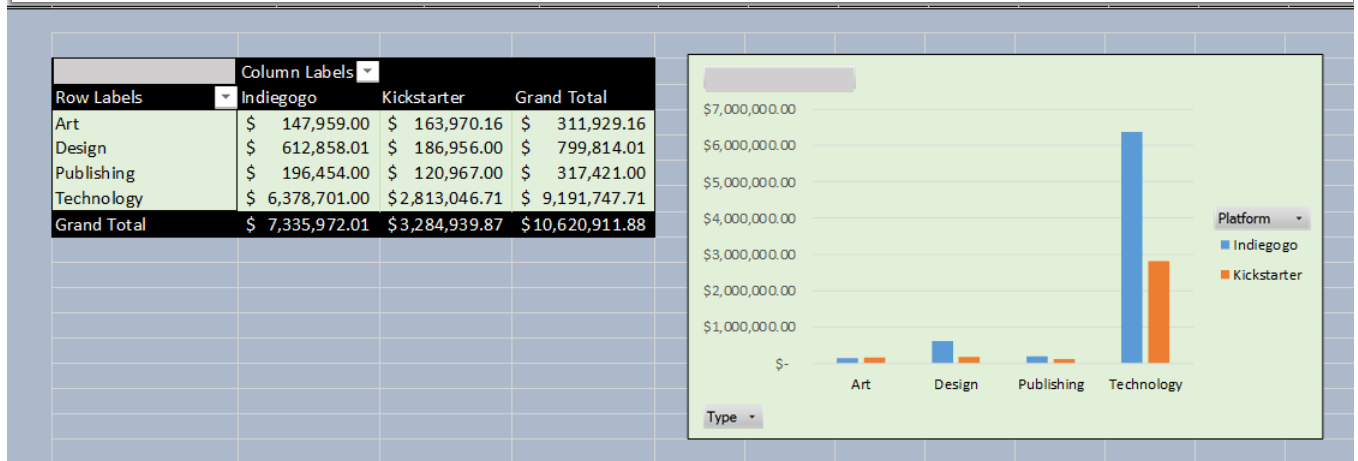 Column Labels
Row Labels Indiegogo Kickstarter Grand Total
Art $ 147,959.00 $ 163,970.16 $ 311,929.16
Design $ 612,858.01 $ 186,956.00 $ 799,814.01
Publishing $ 196,454.00 $ 120,967.00 $ 317,421.00
Technology $ 6,378,701.00 $2,813,046.71 $ 9,191,747.71
Grand Total $ 7,335,972.01 $3,284,939.87 $10,620,911.88
$7,000,000.00
$6,000,000.00
$5,000,000.00
$4,000,000.00
$3,000,000.00
$2,000,000.00
$1,000,000.00
$-
Art Design Publishing Technology
Platform
Indiegogo
Kickstarter
Type